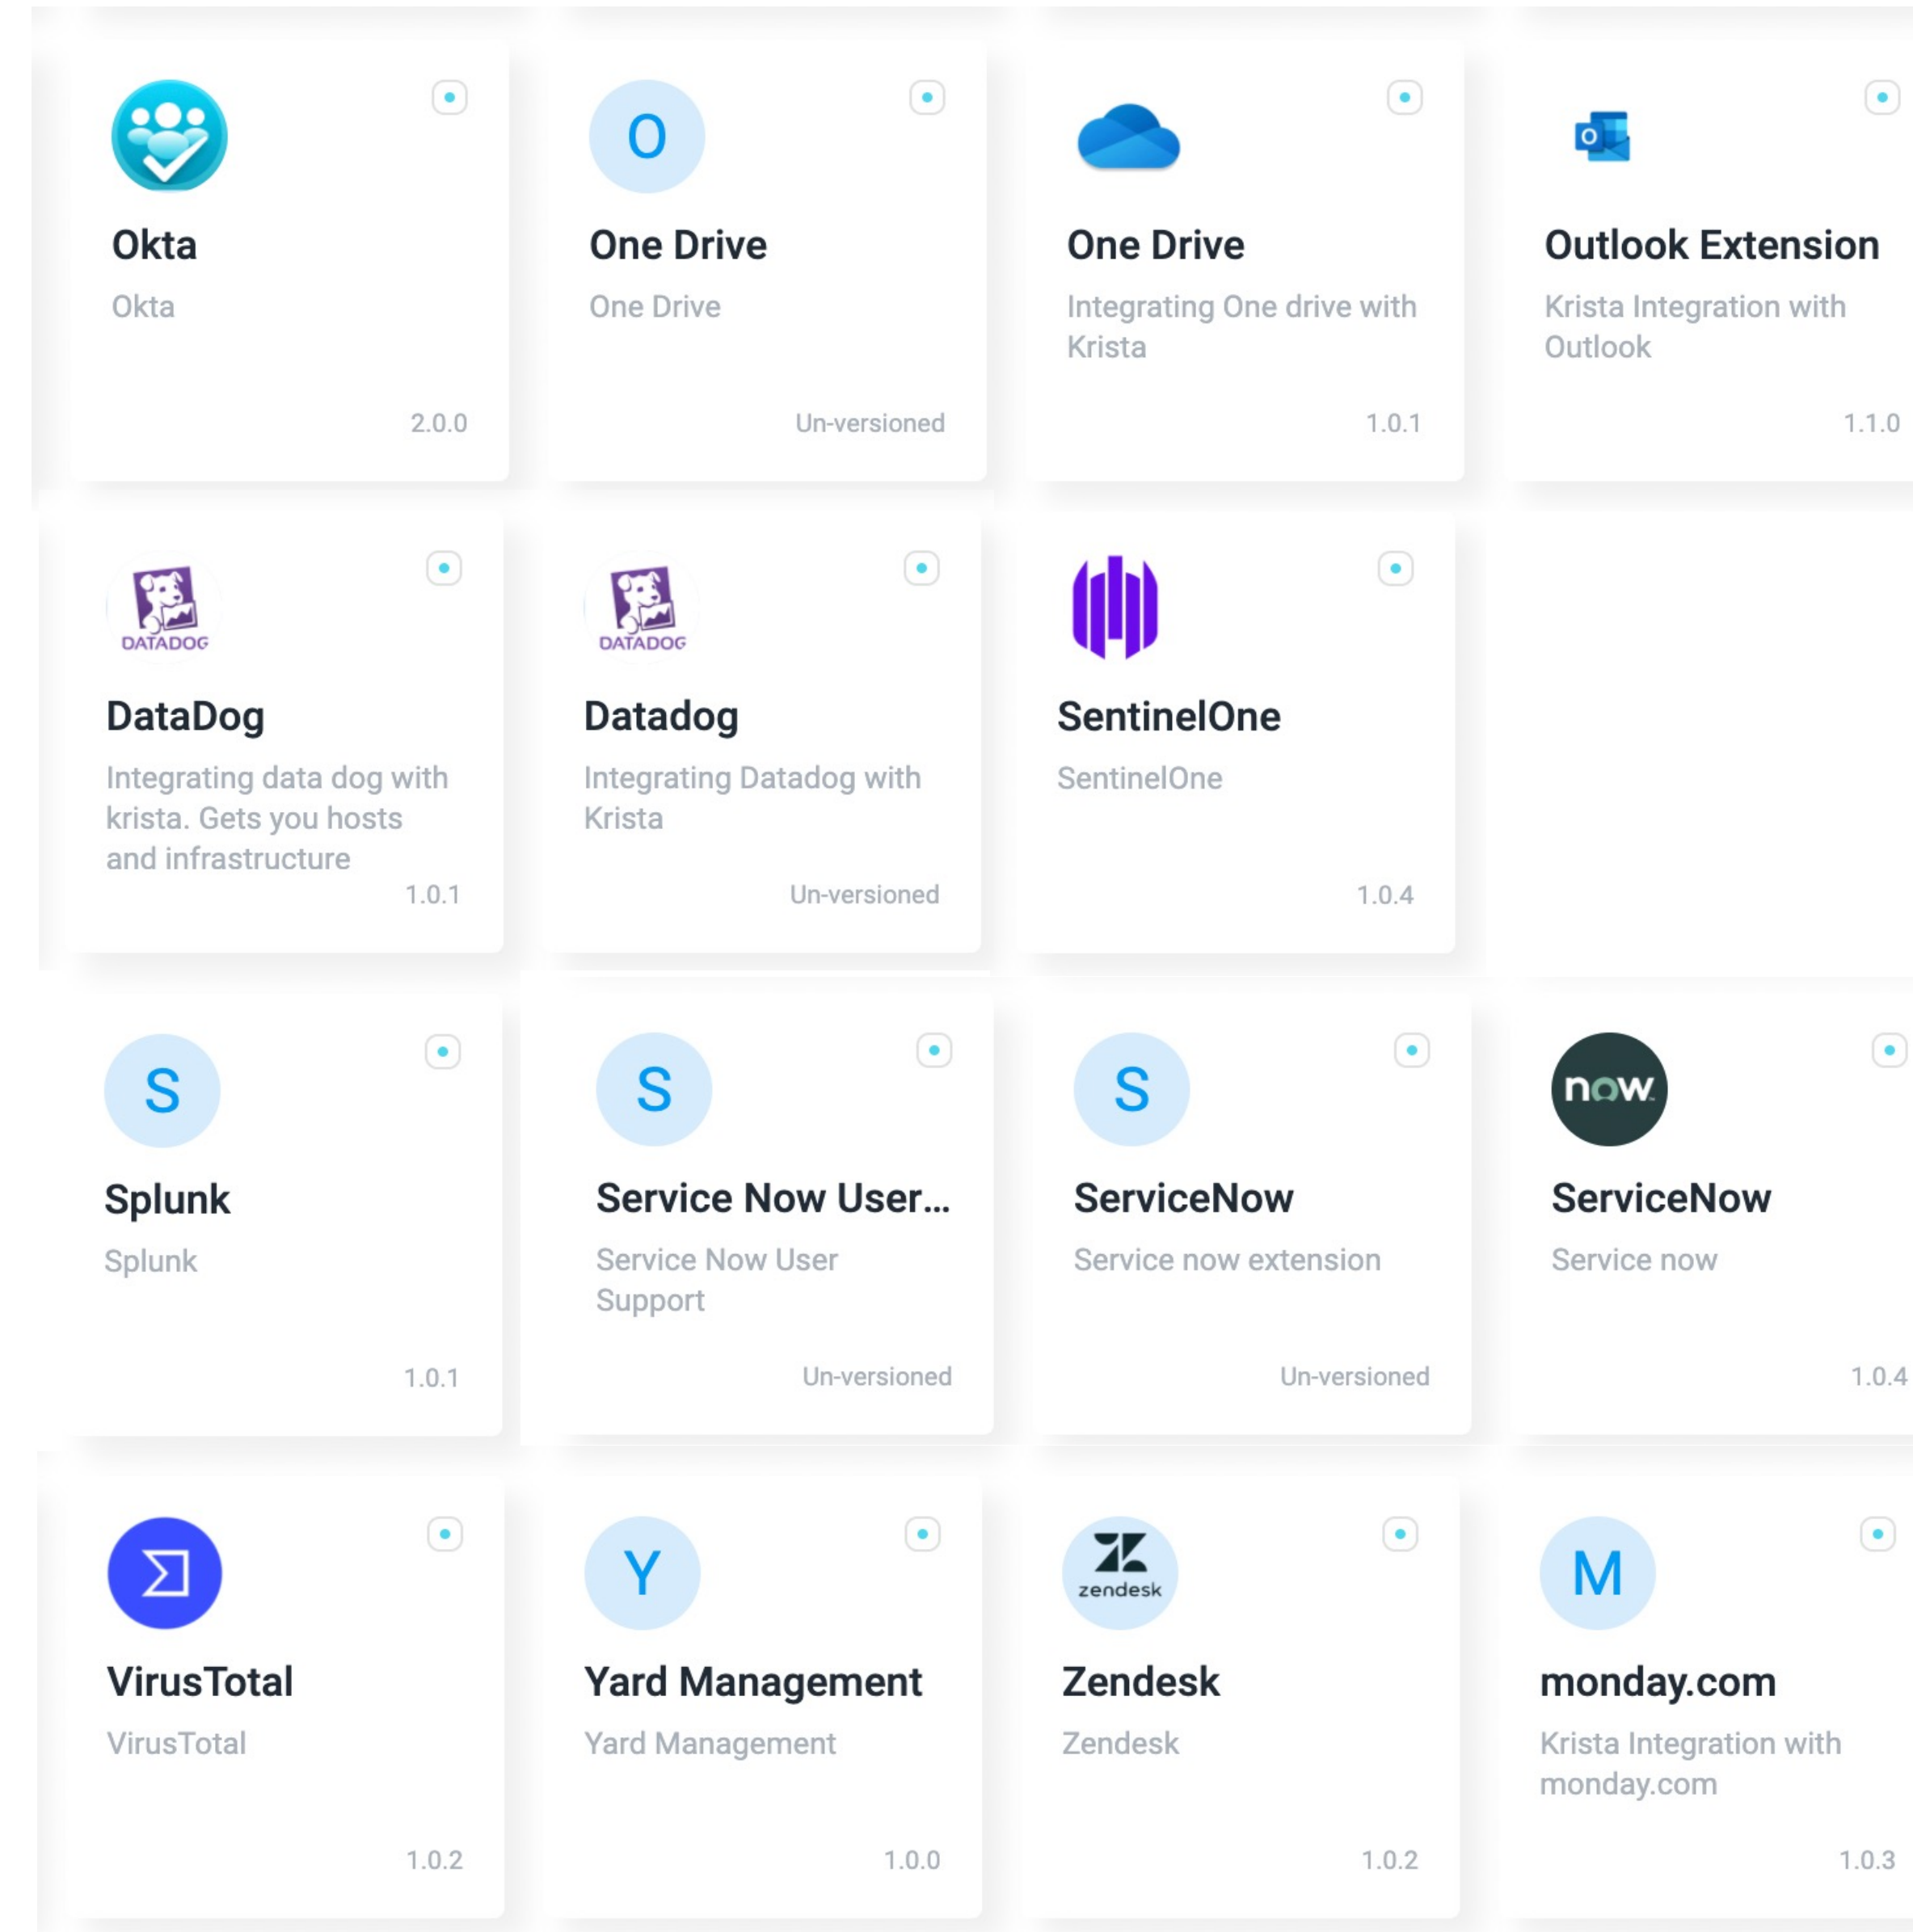 Okta
Okta
2.0.0
O
One Drive
One Drive
Un-versioned
One Drive
Integrating One drive with
Krista
1.0.1
O
Outlook Extension
Krista Integration with
Outlook
1.1.0
DATADOG
DataDog
Integrating data dog with
krista. Gets you hosts
and infrastructure
1.0.1
DATADOG
Datadog
Integrating Datadog with
Krista
Un-versioned
SentinelOne
SentinelOne
1.0.4
S
Splunk
Splunk
1.0.1
S
Service Now User...
Service Now User
Support
Un-versioned
S
ServiceNow
Service now extension
Un-versioned
now
ServiceNow
Service now
1.0.4
VirusTotal
VirusTotal
1.0.2
Y
Yard Management
Yard Management
1.0.0
zendesk
Zendesk
Zendesk
1.0.2
M
monday.com
Krista Integration with
monday.com
1.0.3